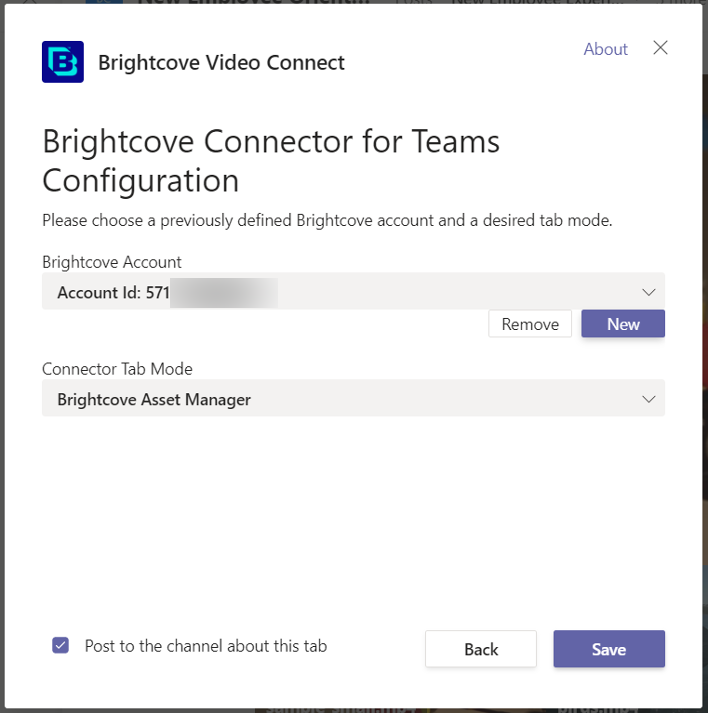 Brightcove Video Connect
About
Brightcove Connector for Teams
Configuration
Please choose a previously defined Brightcove account and a desired tab mode.
Brightcove Account
Account Id: 571
Remove
New
Connector Tab Mode
Brightcove Asset Manager
Post to the channel about this tab
Back
Save